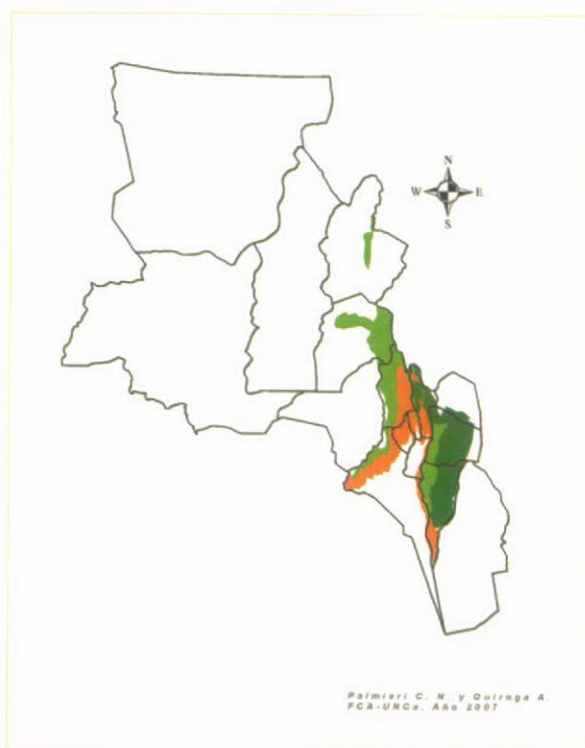 N
W E
S
Palmieri C. N. y Quiroga A.
FCA-UNCa. Año 2007